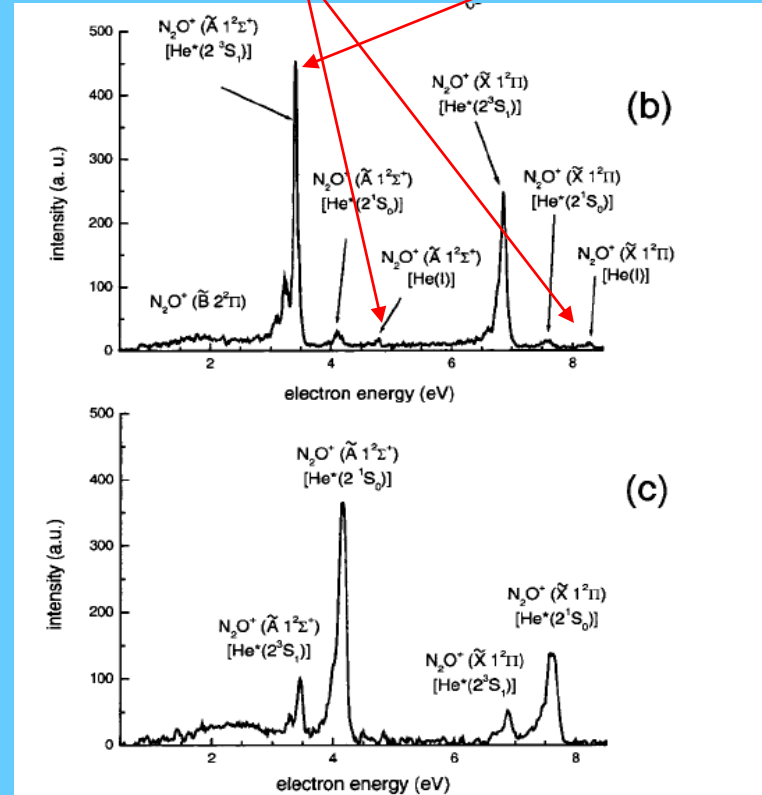 500
400
300
200
100
0
intensity (a. u.)
N₂O⁺ (Ã 1²Σ⁺)
[He*(2 ³S₁)]
N₂O⁺ (X̃ 1²Π)
[He*(2³S₁)]
(b)
N₂O⁺ (Ã 1²Σ⁺)
[He*(2¹S₀)]
N₂O⁺ (X̃ 1²Π)
[He*(2¹S₀)]
N₂O⁺ (Ã 1²Σ⁺)
[He(I)]
N₂O⁺ (X̃ 1²Π)
[He(I)]
N₂O⁺ (B̃ 2²Π)
2 4 6 8
electron energy (eV)
500
400
300
200
100
0
intensity (a.u.)
N₂O⁺ (Ã 1²Σ⁺)
[He*(2 ¹S₀)]
(c)
N₂O⁺ (X̃ 1²Π)
[He*(2¹S₀)]
N₂O⁺ (Ã 1²Σ⁺)
[He*(2³S₁)]
N₂O⁺ (X̃ 1²Π)
[He*(2³S₁)]
2 4 6 8
electron energy (eV)